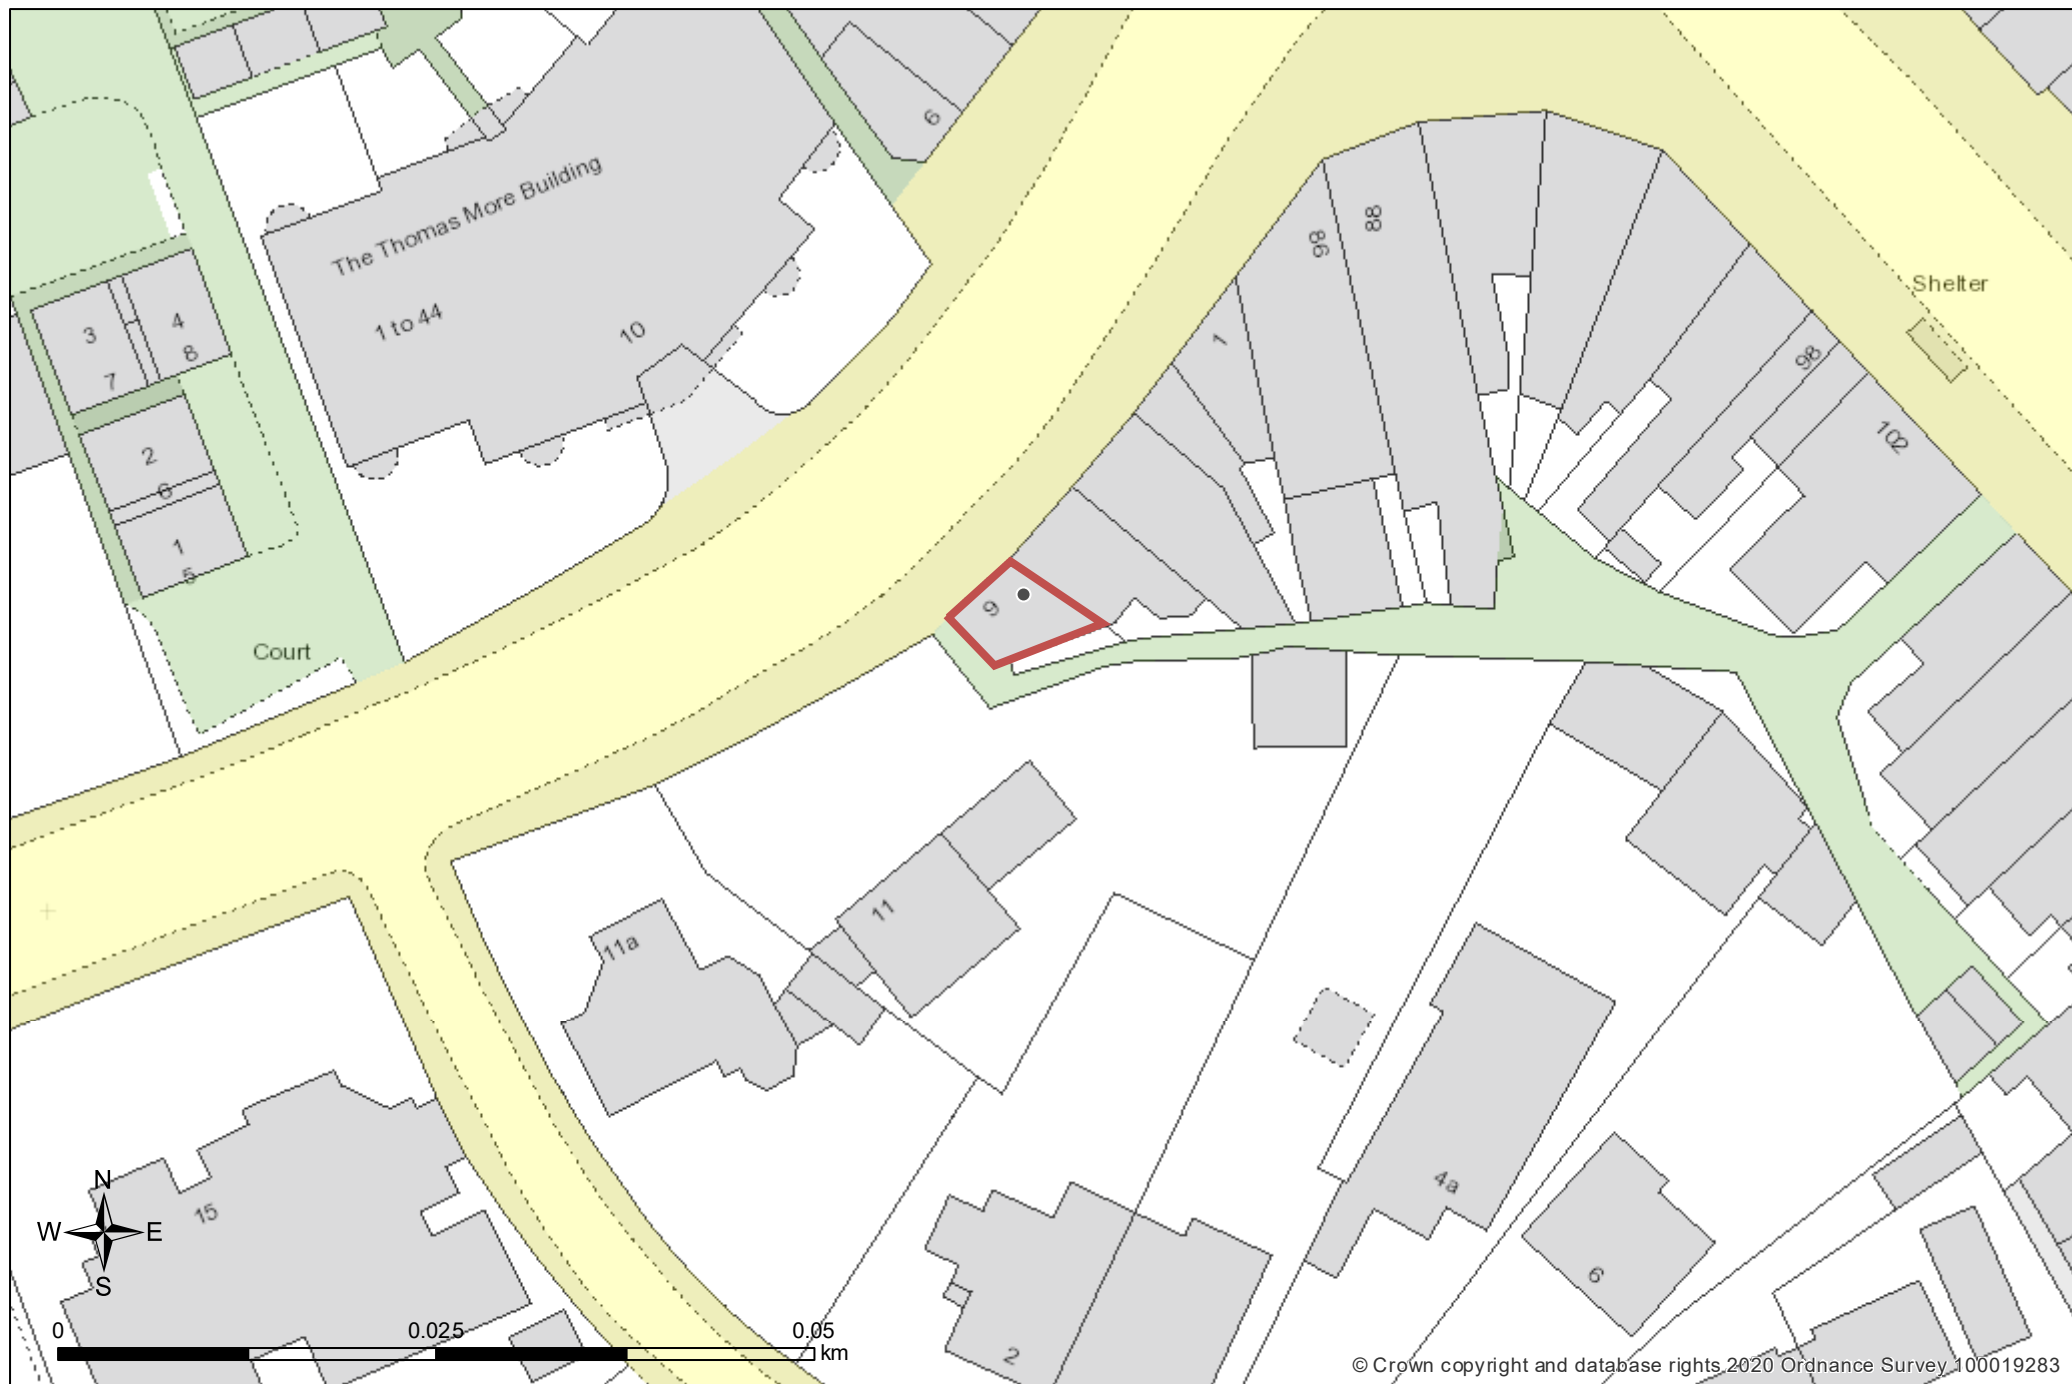 6
The Thomas More Building
1 to 44
10
3
4
8
7
2
6
1
5
Court
86
88
1
98
102
Shelter
9
11
11a
15
4a
6
2
N
W E
S
0 0.025 0.05
km
© Crown copyright and database rights 2020 Ordnance Survey 100019283